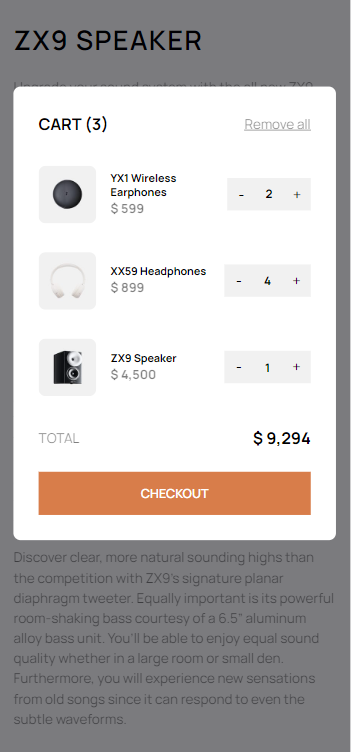 ZX9 SPEAKER
Upgrade your sound system with the all new ZX9
CART (3)
Remove all
YX1 Wireless
Earphones
$ 599
- 2 +
XX59 Headphones
$ 899
- 4 +
ZX9 Speaker
$ 4,500
- 1 +
TOTAL
$ 9,294
CHECKOUT
Discover clear, more natural sounding highs than
the competition with ZX9's signature planar
diaphragm tweeter. Equally important is its powerful
room-shaking bass courtesy of a 6.5" aluminum
alloy bass unit. You'll be able to enjoy equal sound
quality whether in a large room or small den.
Furthermore, you will experience new sensations
from old songs since it can respond to even the
subtle waveforms.